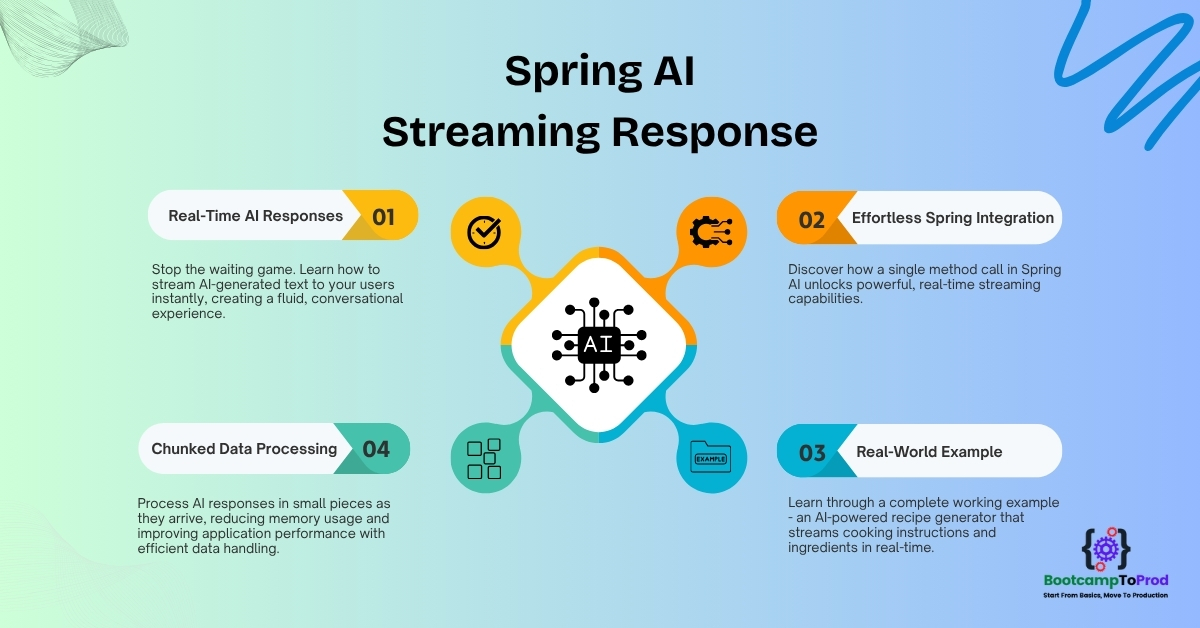 Spring AI
Streaming Response
Real-Time AI Responses
01
Stop the waiting game. Learn how to
stream AI-generated text to your users
instantly, creating a fluid, conversational
experience.
02
Effortless Spring Integration
Discover how a single method call in Spring
AI unlocks powerful, real-time streaming
capabilities.
AI
Chunked Data Processing
04
Process AI responses in small pieces as
they arrive, reducing memory usage and
improving application performance with
efficient data handling.
EXAMPLE
03
Real-World Example
Learn through a complete working example
- an AI-powered recipe generator that
streams cooking instructions and
ingredients in real-time.
{ }
BootcampToProd
Start From Basics, Move To Production